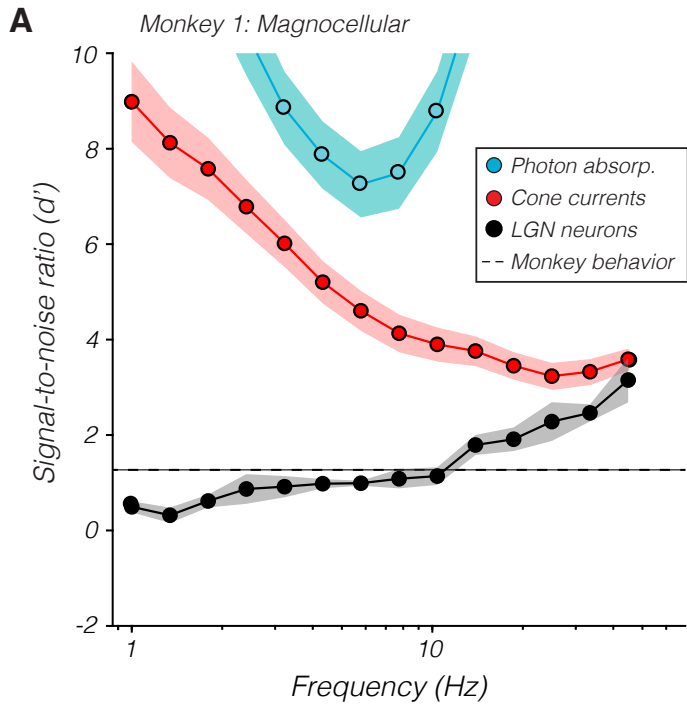 A
Monkey 1: Magnocellular
10
8
6
4
2
0
-2
Signal-to-noise ratio (d')
Photon absorp.
Cone currents
LGN neurons
Monkey behavior
1
10
Frequency (Hz)